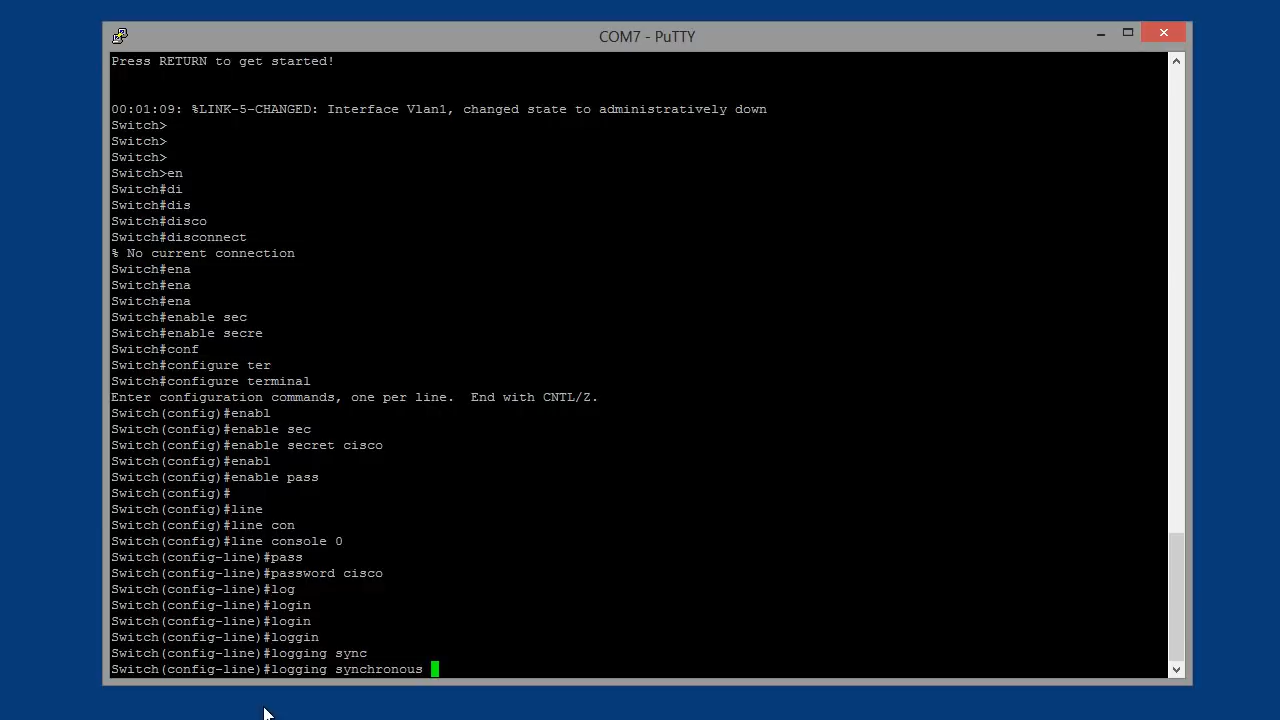 COM7 - PuTTY
Press RETURN to get started!
00:01:09: %LINK-5-CHANGED: Interface Vlan1, changed state to administratively down
Switch>
Switch>
Switch>
Switch>en
Switch#di
Switch#dis
Switch#disco
Switch#disconnect
% No current connection
Switch#ena
Switch#ena
Switch#ena
Switch#enable sec
Switch#enable secre
Switch#conf
Switch#configure ter
Switch#configure terminal
Enter configuration commands, one per line.  End with CNTL/Z.
Switch(config)#enabl
Switch(config)#enable sec
Switch(config)#enable secret cisco
Switch(config)#enabl
Switch(config)#enable pass
Switch(config)#
Switch(config)#line
Switch(config)#line con
Switch(config)#line console 0
Switch(config-line)#pass
Switch(config-line)#password cisco
Switch(config-line)#log
Switch(config-line)#login
Switch(config-line)#login
Switch(config-line)#loggin
Switch(config-line)#logging sync
Switch(config-line)#logging synchronous